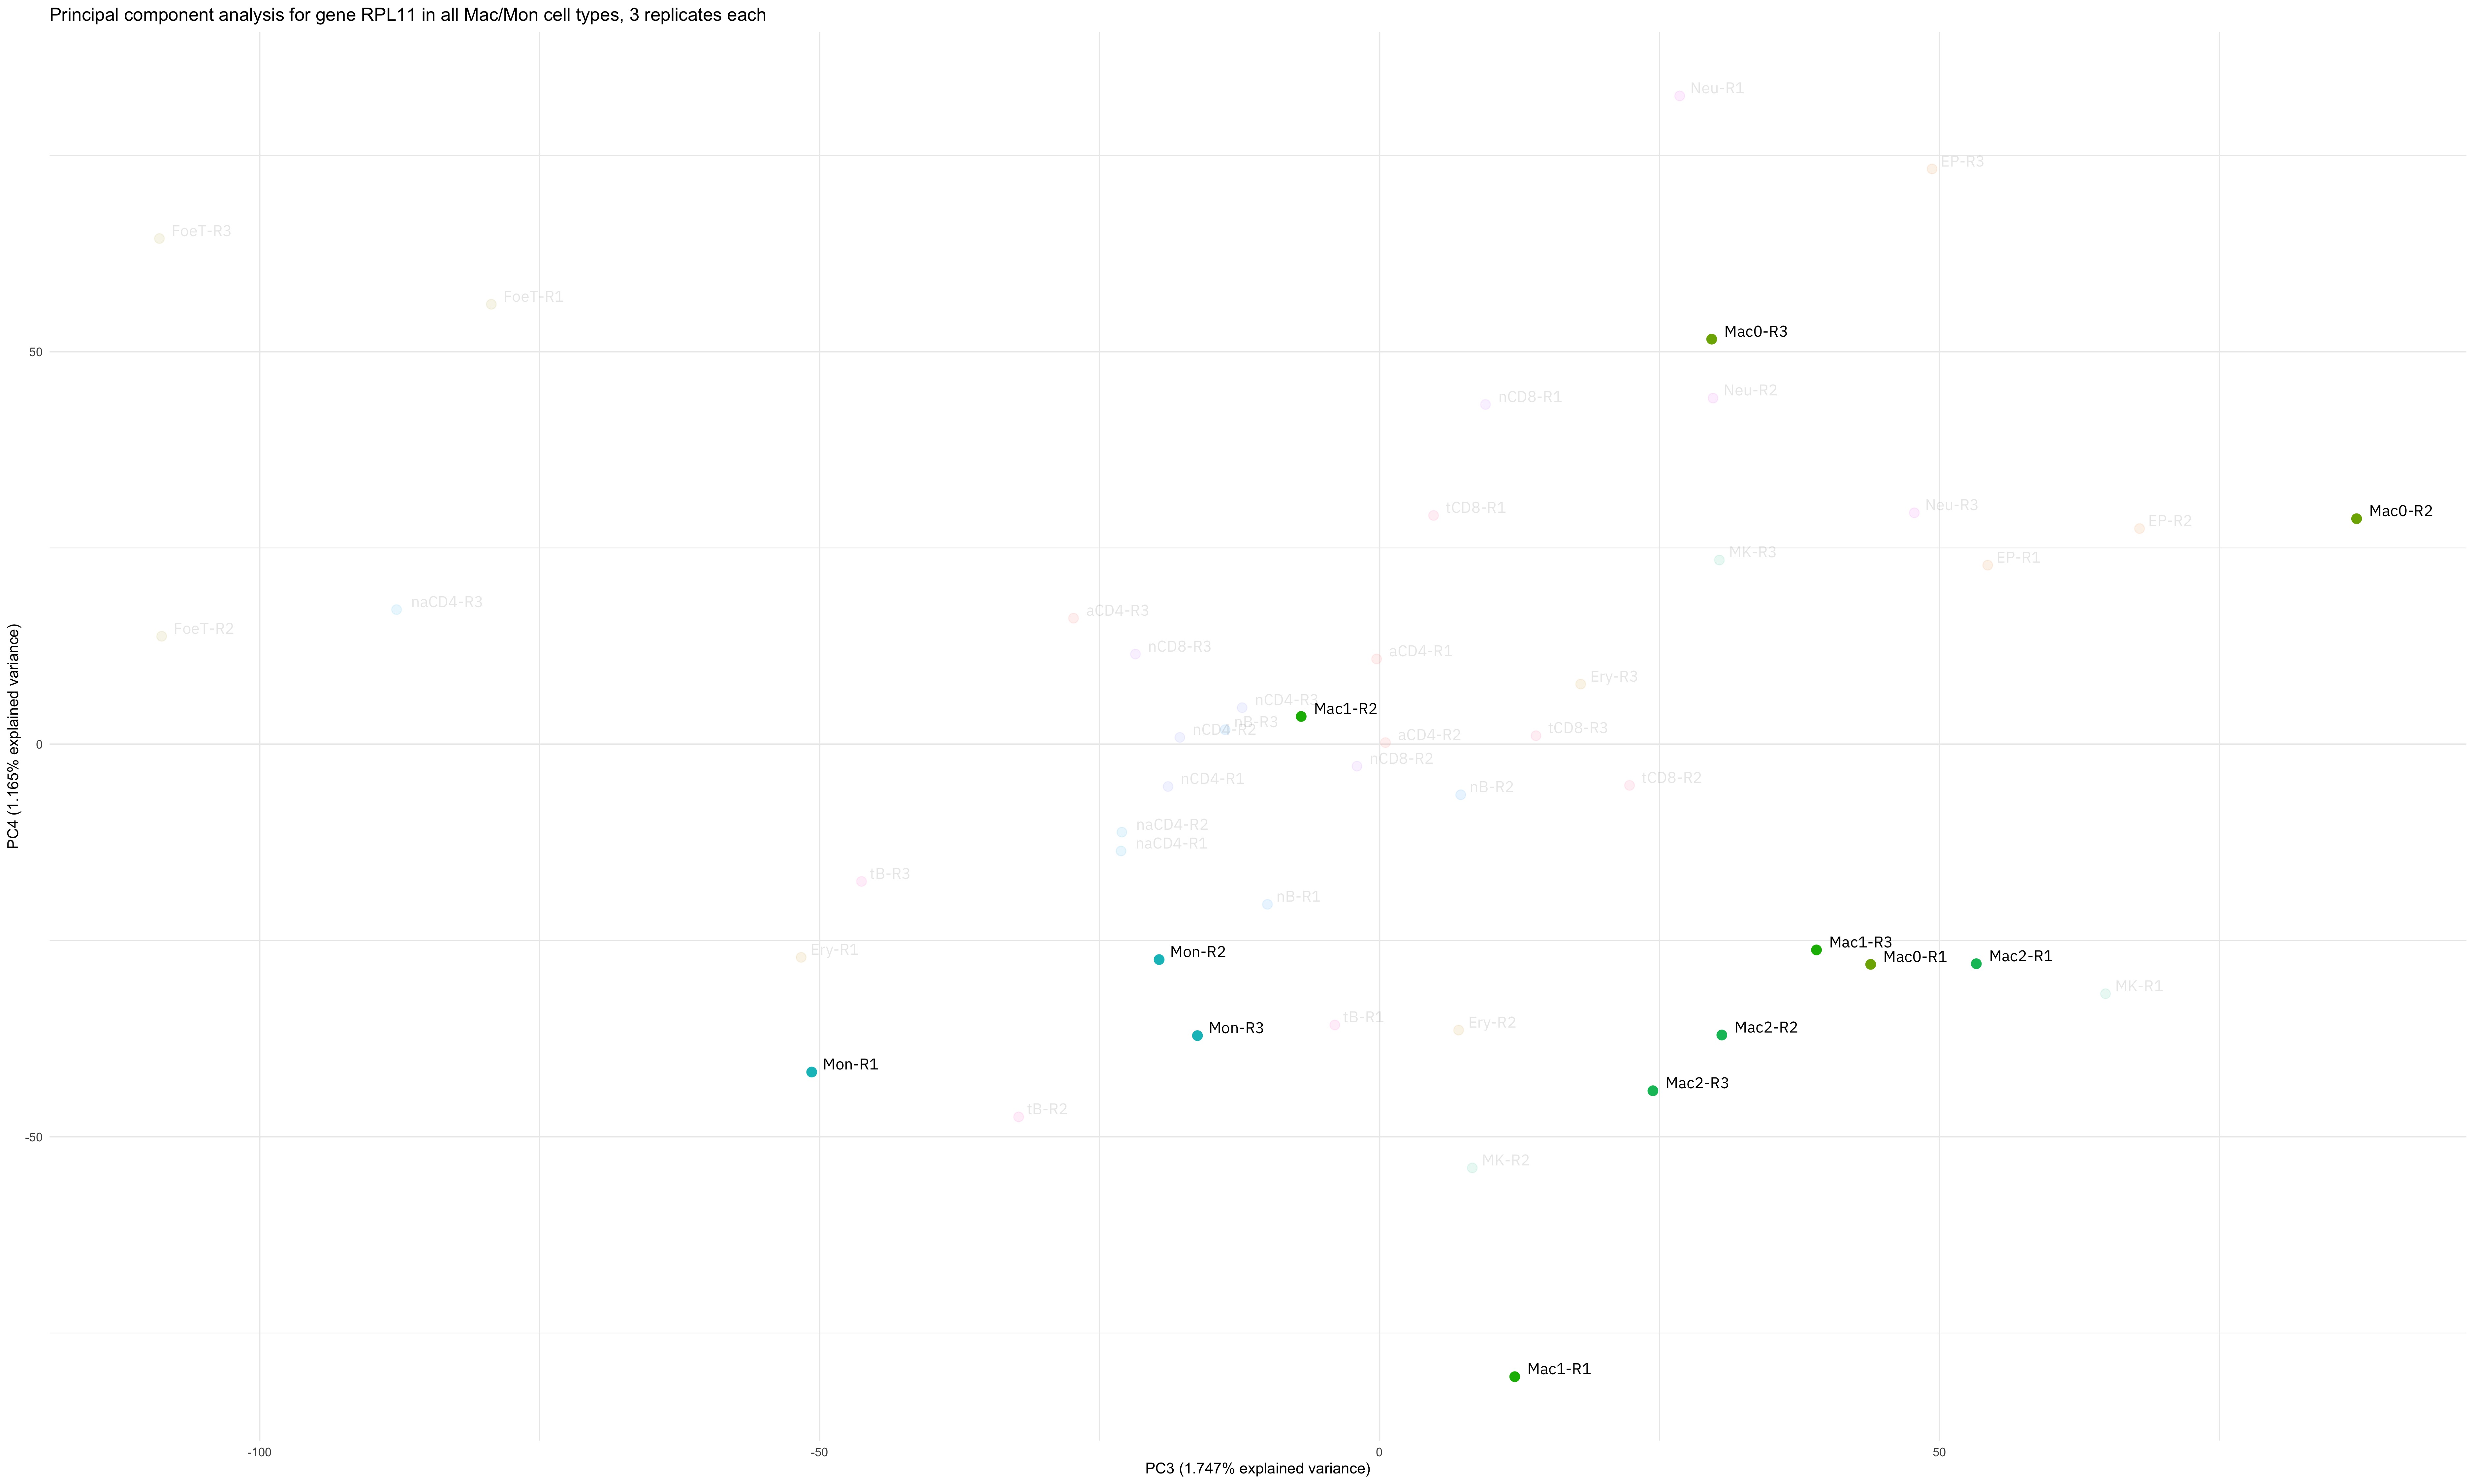 Principal component analysis for gene RPL11 in all Mac/Mon cell types, 3 replicates each
Neu-R1
EP-R3
FoeT-R3
FoeT-R1
Mac0-R3
50
Neu-R2
nCD8-R1
tCD8-R1
Neu-R3
Mac0-R2
EP-R2
MK-R3
EP-R1
naCD4-R3
aCD4-R3
FoeT-R2
nCD8-R3
aCD4-R1
Ery-R3
nCD4-R3
Mac1-R2
nB-R3
nCD4-R2
tCD8-R3
aCD4-R2
0
nCD8-R2
nCD4-R1
tCD8-R2
nB-R2
naCD4-R2
naCD4-R1
tB-R3
nB-R1
Mac1-R3
Ery-R1
Mon-R2
Mac0-R1
Mac2-R1
MK-R1
tB-R1
Ery-R2
Mon-R3
Mac2-R2
Mon-R1
Mac2-R3
tB-R2
-50
MK-R2
Mac1-R1
PC4 (1.165% explained variance)
-100
-50
0
50
PC3 (1.747% explained variance)